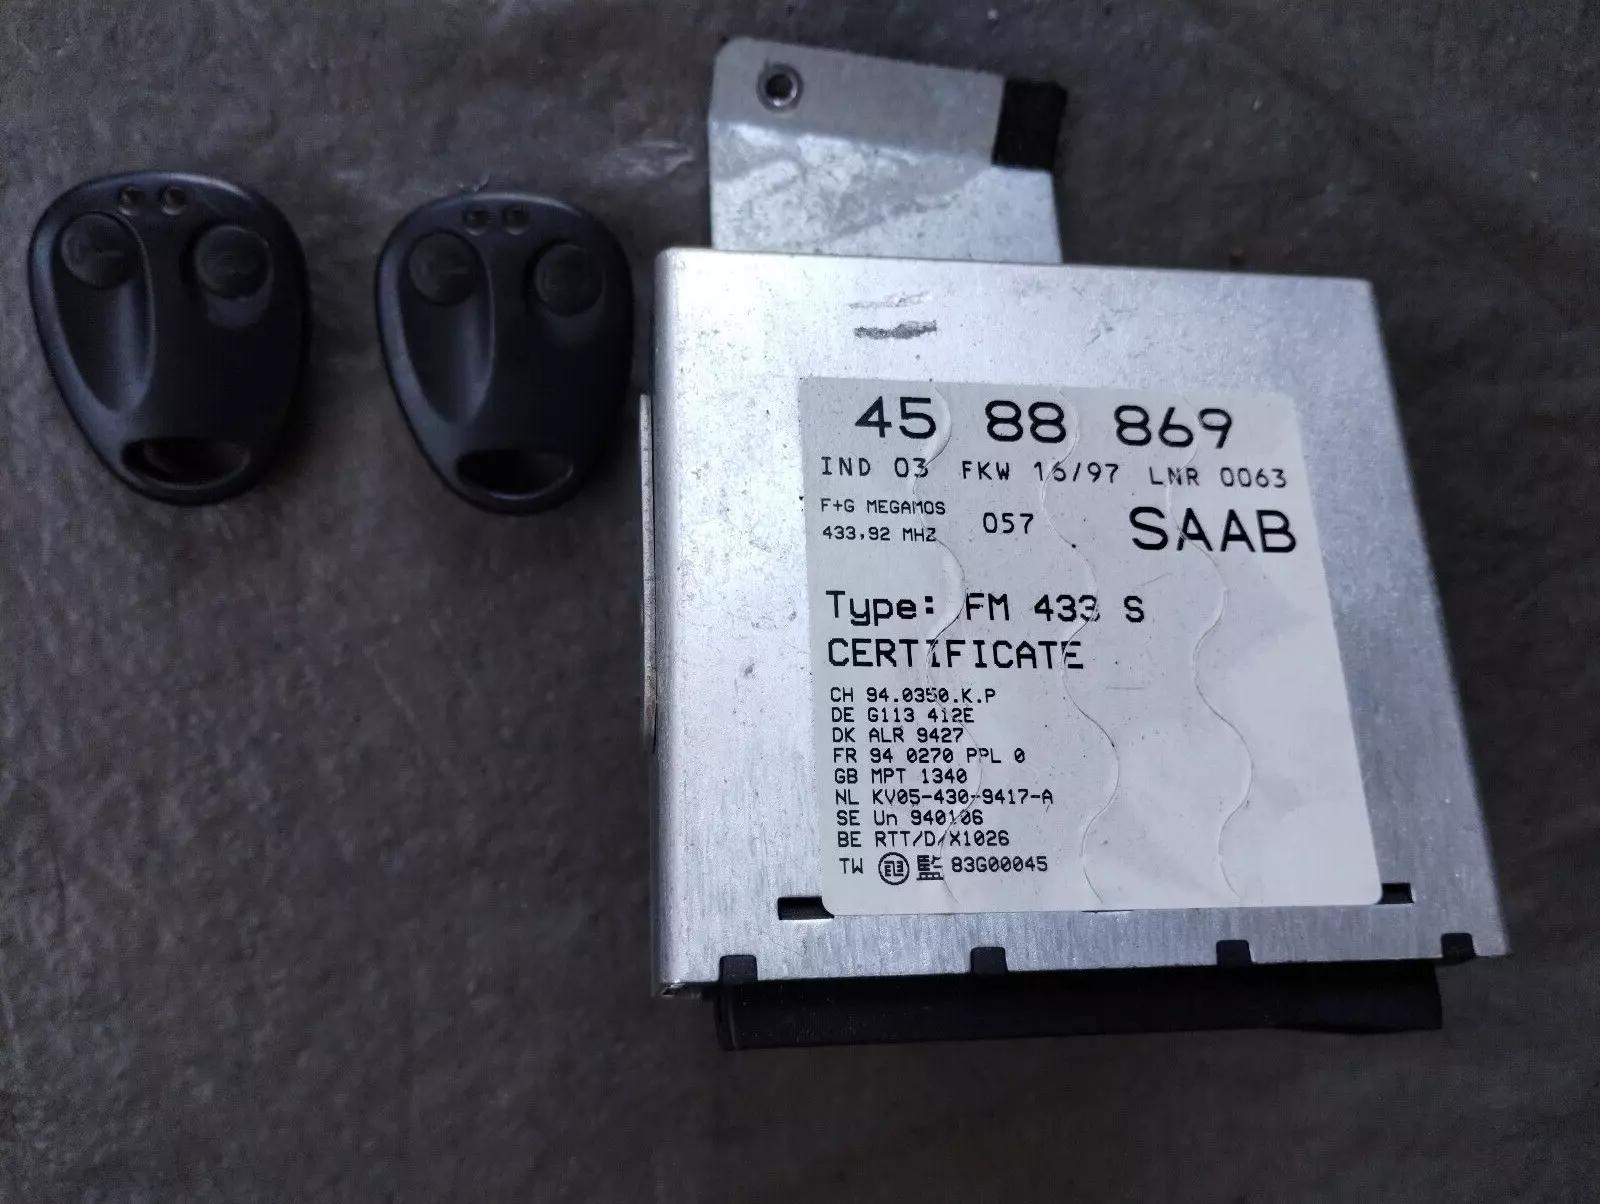 45 88 869
IND 03 FKW 16/97 LNR 0063
F+G MEGAMOS
433,92 MHZ 057 SAAB
Type: FM 433 S
CERTIFICATE
CH 94.0350.K.P
DE G113 412E
DK ALR 9427
FR 94 0270 PPL 0
GB MPT 1340
NL KV05-430-9417-A
SE Un 940106
BE RTT/D/X1026
TW 監 83G00045